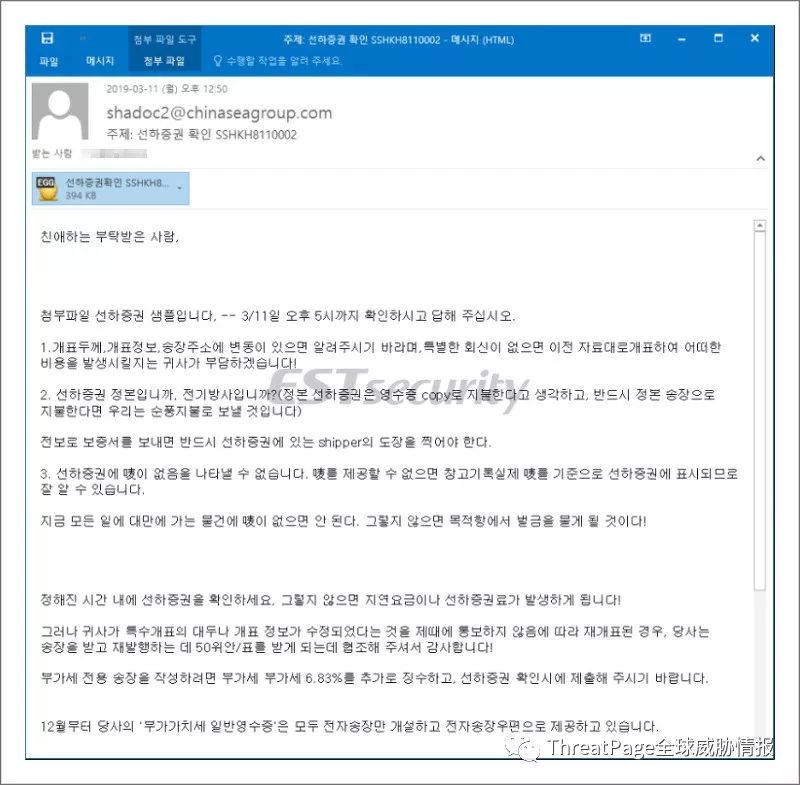 첨부 파일 도구
주제: 선하증권 확인 SSHKH8110002 - 메시지 (HTML)
파일 메시지 첨부 파일 수행할 작업을 알려 주세요.
2019-03-11 (월) 오후 12:50
shadoc2@chinaseagroup.com
주제: 선하증권 확인 SSHKH8110002
받는 사람
EGG
선하증권확인 SSHKH8...
394 KB
친애하는 부탁받은 사람,
첨부파일 선하증권 샘플입니다, -- 3/11일 오후 5시까지 확인하시고 답해 주십시오.
1.개표두께,개표정보,송장주소에 변동이 있으면 알려주시기 바라며,특별한 회신이 없으면 이전 자료대로개표하여 어떠한
비용을 발생시킬지는 귀사가 부담하겠습니다!
2. 선하증권 정본입니까, 전기방사입니까?(정본 선하증권은 영수증 copy로 지불한다고 생각하고, 반드시 정본 송장으로
지불한다면 우리는 순풍지불로 보낼 것입니다)
전보로 보증서를 보내면 반드시 선하증권에 있는 shipper의 도장을 찍어야 한다.
3. 선하증권에 嘜이 없음을 나타낼 수 없습니다. 嘜를 제공할 수 없으면 창고기록실제 嘜를 기준으로 선하증권에 표시되므로
잘 알 수 있습니다.
지금 모든 일에 대만에 가는 물건에 嘜이 없으면 안 된다. 그렇지 않으면 목적항에서 벌금을 물게 될 것이다!
정해진 시간 내에 선하증권을 확인하세요, 그렇지 않으면 지연요금이나 선하증권료가 발생하게 됩니다!
그러나 귀사가 특수개표의 대두나 개표 정보가 수정되었다는 것을 제때에 통보하지 않음에 따라 재개표된 경우, 당사는
송장을 받고 재발행하는 데 50위안/표를 받게 되는데 협조해 주셔서 감사합니다!
부가세 전용 송장을 작성하려면 부가세 부가세 6.83%를 추가로 징수하고, 선하증권 확인시에 제출해 주시기 바랍니다.
12월부터 당사의 '부가가치세 일반영수증'은 모두 전자송장만 개설하고 전자송장우편으로 제공하고 있습니다.
ESTsecurity
ThreatPage全球威胁情报